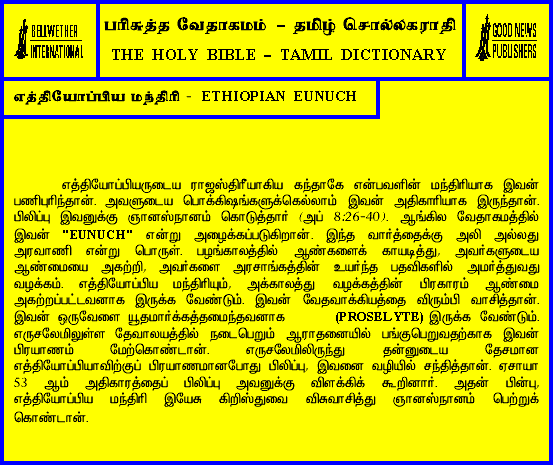 BELLWETHER
INTERNATIONAL
பரிசுத்த வேதாகமம் – தமிழ் சொல்லகராதி
THE HOLY BIBLE – TAMIL DICTIONARY
GOOD NEWS
PUBLISHERS
எத்தியோப்பிய மந்திரி - ETHIOPIAN EUNUCH
எத்தியோப்பியருடைய ராஜஸ்திரீயாகிய கந்தாகே என்பவளின் மந்திரியாக இவன்
பணிபுரிந்தான். அவளுடைய பொக்கிஷங்களுக்கெல்லாம் இவன் அதிகாரியாக இருந்தான்.
பிலிப்பு இவனுக்கு ஞானஸ்நானம் கொடுத்தார் (அப் 8:26-40). ஆங்கில வேதாகமத்தில்
இவன் "EUNUCH" என்று அழைக்கப்படுகிறான். இந்த வார்த்தைக்கு அலி அல்லது
அரவாணி என்று பொருள். பழங்காலத்தில் ஆண்களைக் காயடித்து, அவர்களுடைய
ஆண்மையை அகற்றி, அவர்களை அரசாங்கத்தின் உயர்ந்த பதவிகளில் அமர்த்துவது
வழக்கம். எத்தியோப்பிய மந்திரியும், அக்காலத்து வழக்கத்தின் பிரகாரம் ஆண்மை
அகற்றப்பட்டவனாக இருக்க வேண்டும். இவன் வேதவாக்கியத்தை விரும்பி வாசித்தான்.
இவன் ஒருவேளை யூதமார்க்கத்தமைந்தவனாக (PROSELYTE) இருக்க வேண்டும்.
எருசலேமிலுள்ள தேவாலயத்தில் நடைபெறும் ஆராதனையில் பங்குபெறுவதற்காக இவன்
பிரயாணம் மேற்கொண்டான். எருசலேமிலிருந்து தன்னுடைய தேசமான
எத்தியோப்பியாவிற்குப் பிரயாணமானபோது பிலிப்பு, இவனை வழியில் சந்தித்தான். ஏசாயா
53 ஆம் அதிகாரத்தைப் பிலிப்பு அவனுக்கு விளக்கிக் கூறினார். அதன் பின்பு,
எத்தியோப்பிய மந்திரி இயேசு கிறிஸ்துவை விசுவாசித்து ஞானஸ்நானம் பெற்றுக்
கொண்டான்.